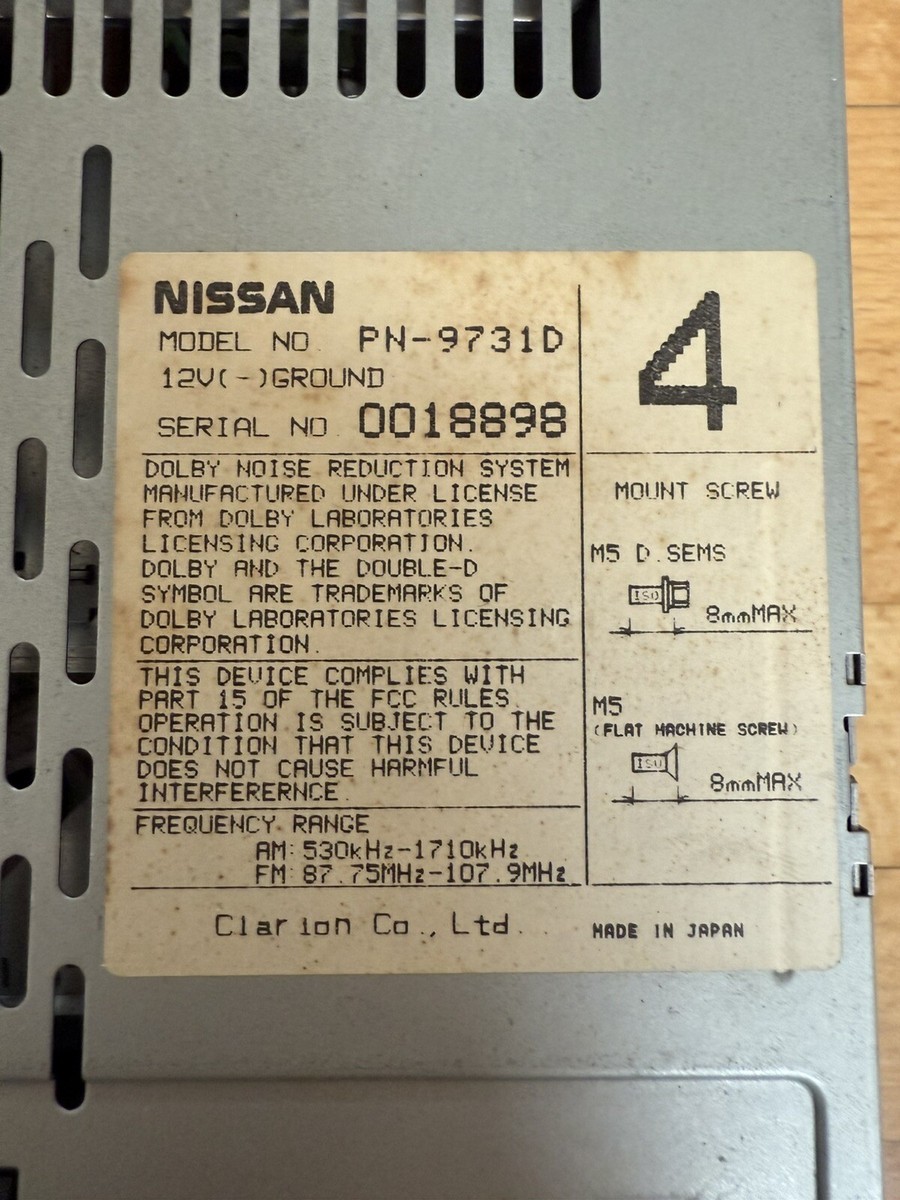 NISSAN
MODEL NO. PN-9731D
12V(-)GROUND
SERIAL NO. 0018898
4
DOLBY NOISE REDUCTION SYSTEM
MANUFACTURED UNDER LICENSE
FROM DOLBY LABORATORIES
LICENSING CORPORATION.
DOLBY AND THE DOUBLE-D
SYMBOL ARE TRADEMARKS OF
DOLBY LABORATORIES LICENSING
CORPORATION.
THIS DEVICE COMPLIES WITH
PART 15 OF THE FCC RULES.
OPERATION IS SUBJECT TO THE
CONDITION THAT THIS DEVICE
DOES NOT CAUSE HARMFUL
INTERFERERNCE.
FREQUENCY RANGE
AM: 530kHz-1710kHz
FM: 87.75MHz-107.9MHz
MOUNT SCREW
M5 D.SEMS
ISO
8mmMAX
M5
(FLAT MACHINE SCREW)
ISO
8mmMAX
Clarion Co., Ltd.
MADE IN JAPAN